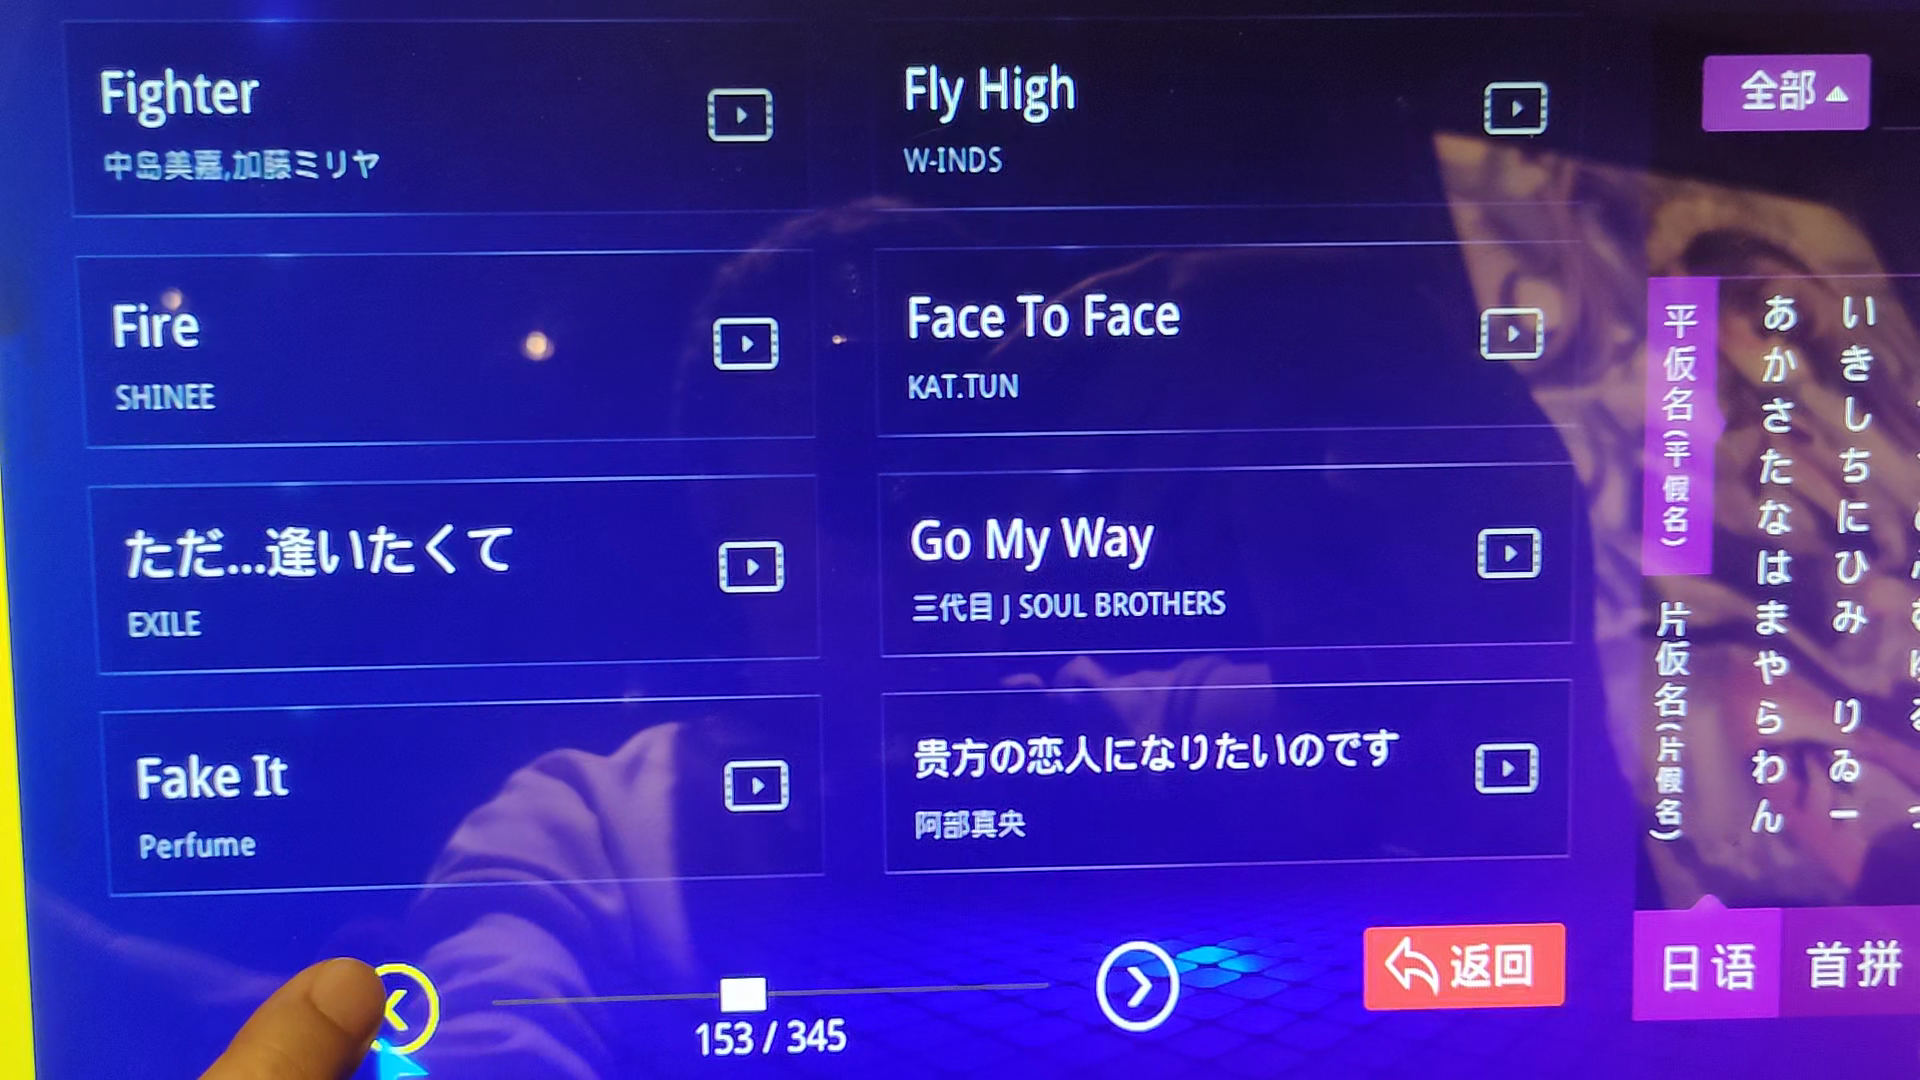 Fighter
中岛美嘉,加藤ミリヤ
Fly High
W-INDS
Fire
SHINEE
Face To Face
KAT.TUN
ただ...逢いたくて
EXILE
Go My Way
三代目 J SOUL BROTHERS
Fake It
Perfume
贵方の恋人になりたいのです
阿部真央
153 / 345
返回
全部
平仮名(平假名)
片仮名(片假名)
あかさたなはまやらわん
いきしちにひみ りゐー
日语
首拼